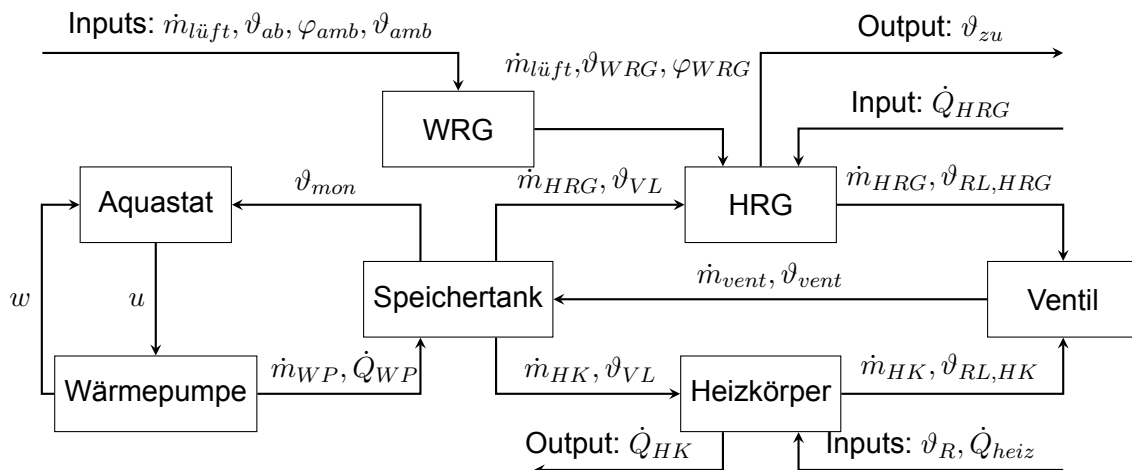 Inputs: ṁ_lüft, ϑ_ab, φ_amb, ϑ_amb
Output: ϑ_zu
ṁ_lüft, ϑ_WRG, φ_WRG
WRG
Input: Q̇_HRG
ϑ_mon
ṁ_HRG, ϑ_VL
ṁ_HRG, ϑ_RL,HRG
Aquastat
HRG
w
u
Speichertank
ṁ_vent, ϑ_vent
Ventil
Wärmepumpe
ṁ_WP, Q̇_WP
ṁ_HK, ϑ_VL
Heizkörper
ṁ_HK, ϑ_RL,HK
Output: Q̇_HK
Inputs: ϑ_R, Q̇_heiz